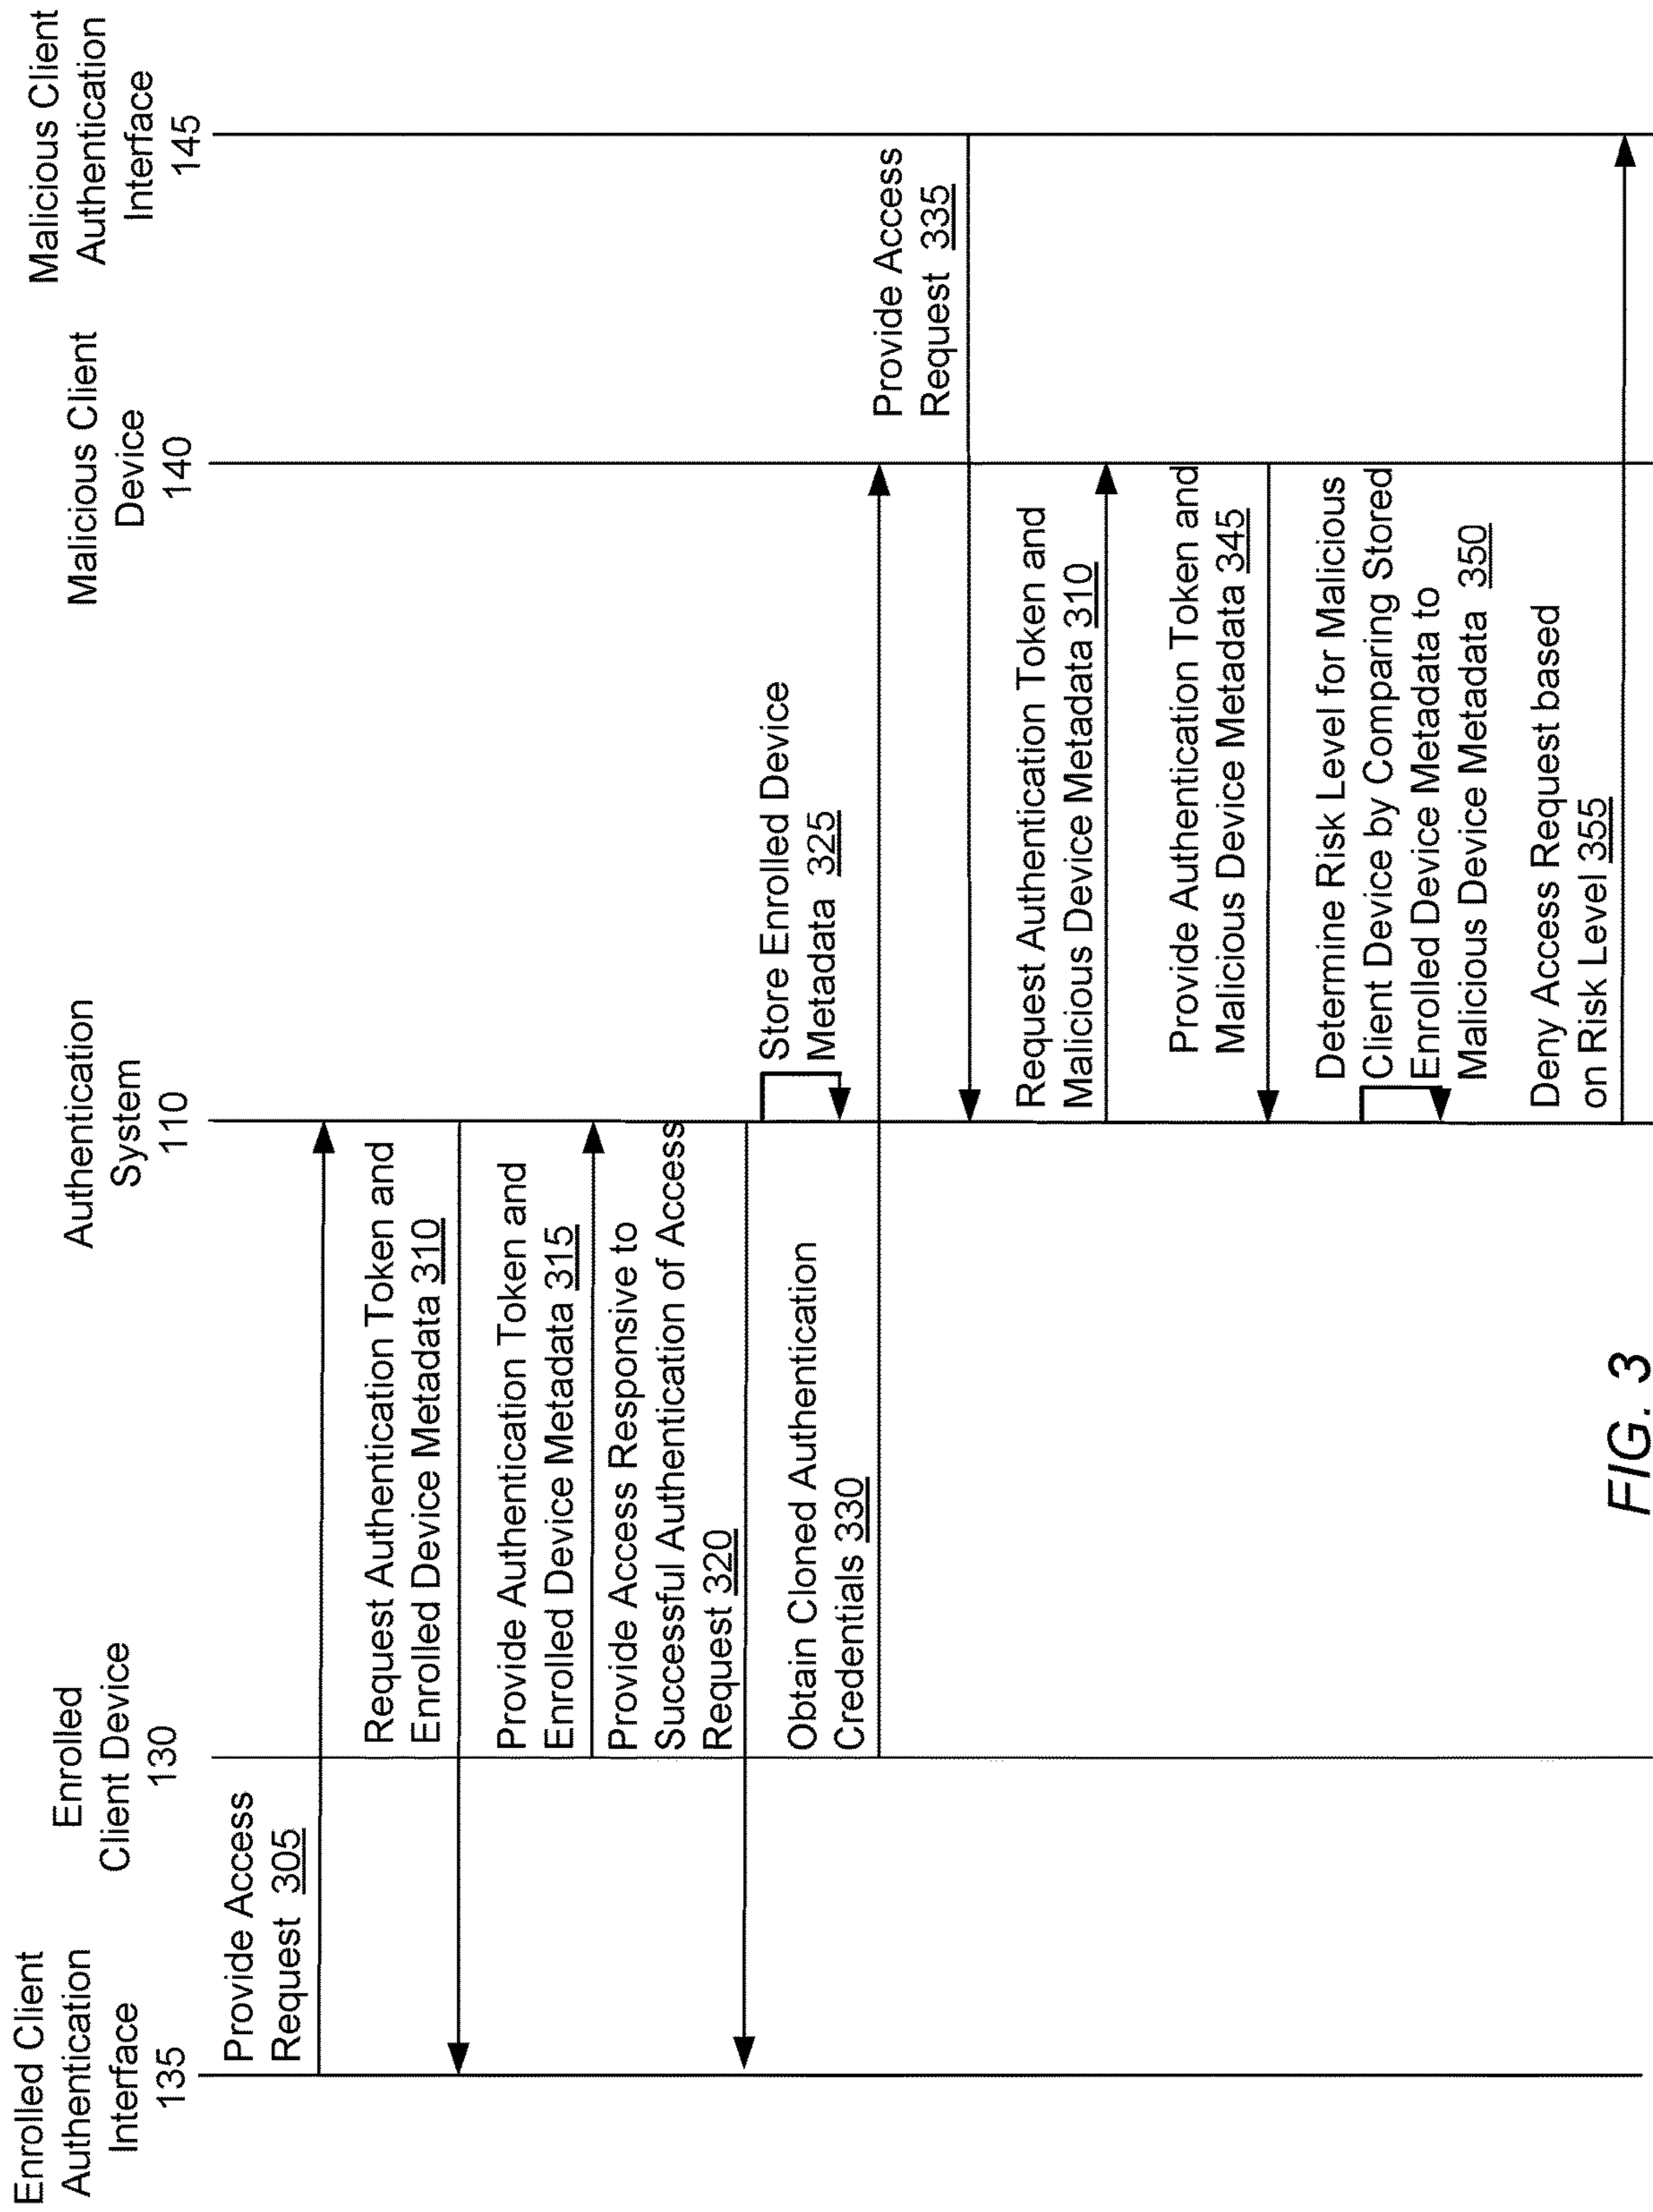 Enrolled Client
Authentication
Interface
135
Enrolled
Client Device
130
Authentication
System
110
Malicious Client
Device
140
Malicious Client
Authentication
Interface
145
Provide Access
Request 305
Request Authentication Token and
Enrolled Device Metadata 310
Provide Authentication Token and
Enrolled Device Metadata 315
Provide Access Responsive to
Successful Authentication of Access
Request 320
Store Enrolled Device
Metadata 325
Obtain Cloned Authentication
Credentials 330
Provide Access
Request 335
Request Authentication Token and
Malicious Device Metadata 310
Provide Authentication Token and
Malicious Device Metadata 345
Determine Risk Level for Malicious
Client Device by Comparing Stored
Enrolled Device Metadata to
Malicious Device Metadata 350
Deny Access Request based
on Risk Level 355
FIG. 3